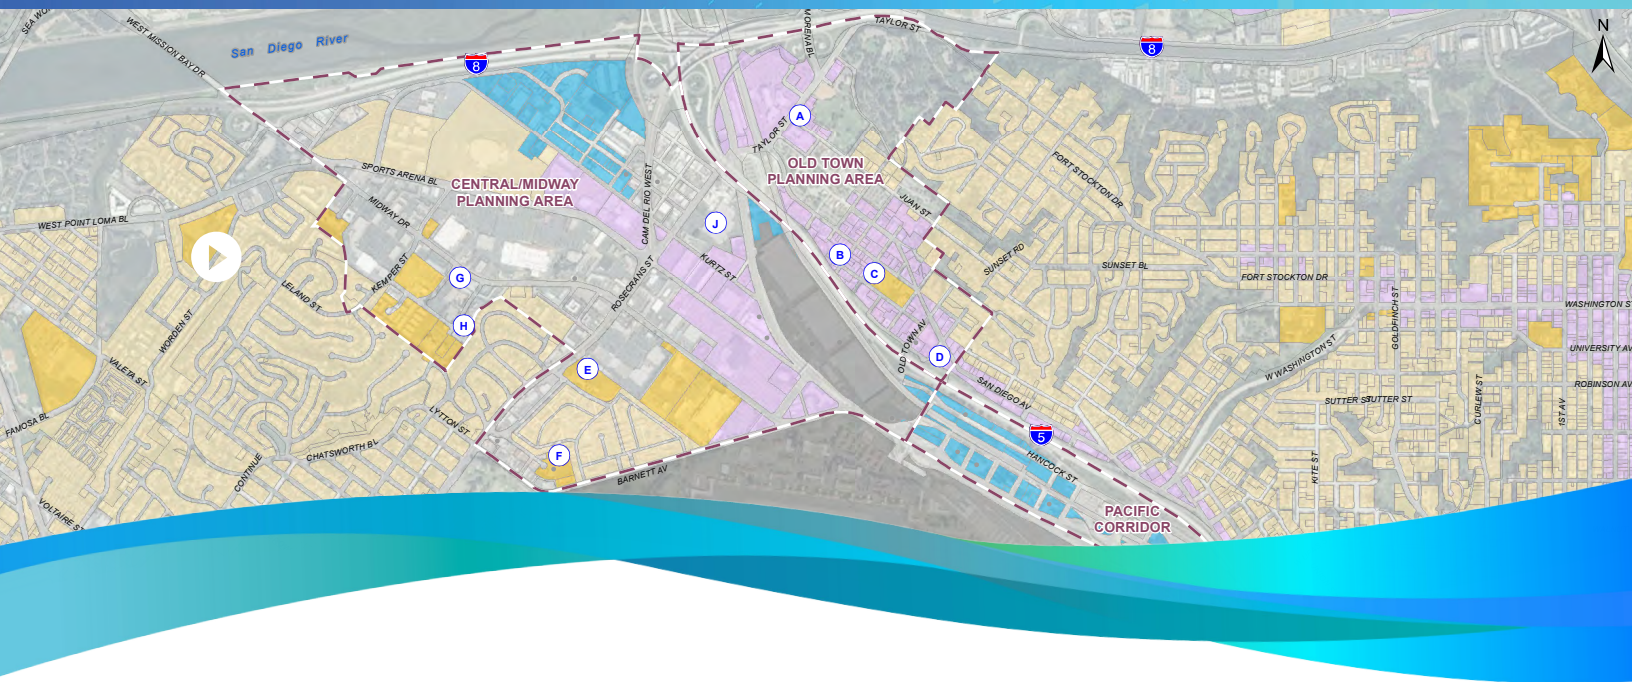 SEA WO
WEST MISSION BAY DR
San Diego River
8
MORENA BL
TAYLOR ST
8
N
A
TAYLOR ST
OLD TOWN
PLANNING AREA
SPORTS ARENA BL
CENTRAL/MIDWAY
PLANNING AREA
CAM DEL RIO WEST
JUAN ST
FORT STOCKTON DR
WEST POINT LOMA BL
MIDWAY DR
J
B
C
SUNSET RD
SUNSET BL
FORT STOCKTON DR
KURTZ ST
KEMPER ST
G
ROSECRANS ST
LELAND ST
H
WORDEN ST
OLD TOWN AV
D
GOLDFINCH ST
WASHINGTON S
UNIVERSITY AV
W WASHINGTON ST
ROBINSON AV
VALETA ST
E
SAN DIEGO AV
SUTTER ST
SUTTER ST
CURLEW ST
1ST AV
FAMOSA BL
LYTTON ST
CHATSWORTH BL
CONTINUE
F
BARNETT AV
5
HANCOCK ST
KITE ST
VOLTAIRE ST
PACIFIC
CORRIDOR